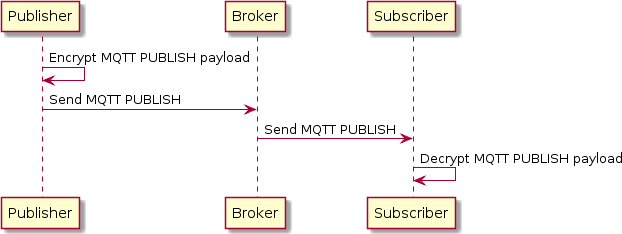 Publisher Broker Subscriber
Encrypt MQTT PUBLISH payload
Send MQTT PUBLISH
Send MQTT PUBLISH
Decrypt MQTT PUBLISH payload
Publisher Broker Subscriber